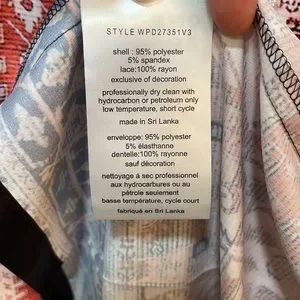 STYLE WPD27351V3
shell : 95% polyester
5% spandex
lace:100% rayon
exclusive of decoration
professionally dry clean with
hydrocarbon or petroleum only
low temperature, short cycle
made in Sri Lanka
enveloppe: 95% polyester
5% élasthanne
dentelle:100% rayonne
sauf décoration
nettoyage à sec professionnel
aux hydrocarbures ou au
pétrole seulement
basse température, cycle court
fabriqué en Sri Lanka